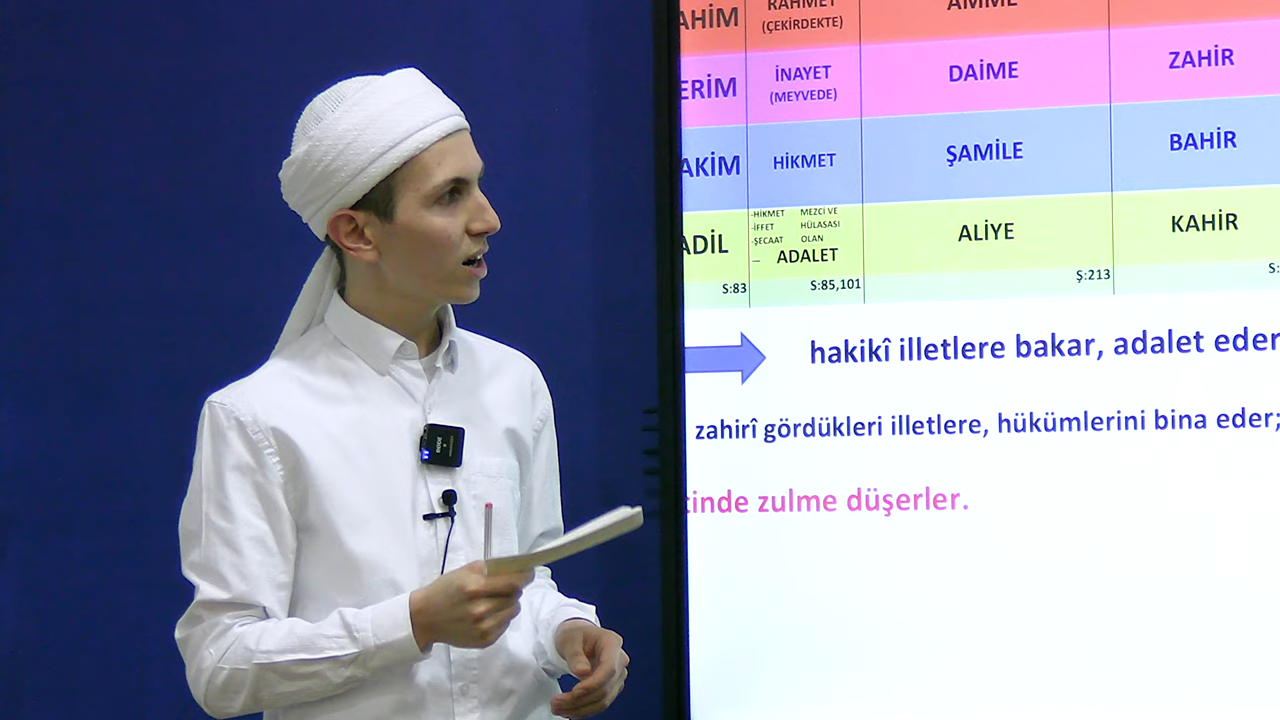 AHİM RAHMET AMME
(ÇEKİRDEKTE)
ERİM İNAYET DAİME ZAHİR
(MEYVEDE)
AKİM HİKMET ŞAMİLE BAHİR
ADİL -HİKMET MEZCİ VE ALİYE KAHİR
-İFFET HÜLASASI
-ŞECAAT OLAN
_ ADALET
S:83 S:85,101 Ş:213 S:
hakikî illetlere bakar, adalet eder
zahirî gördükleri illetlere, hükümlerini bina eder;
tinde zulme düşerler.